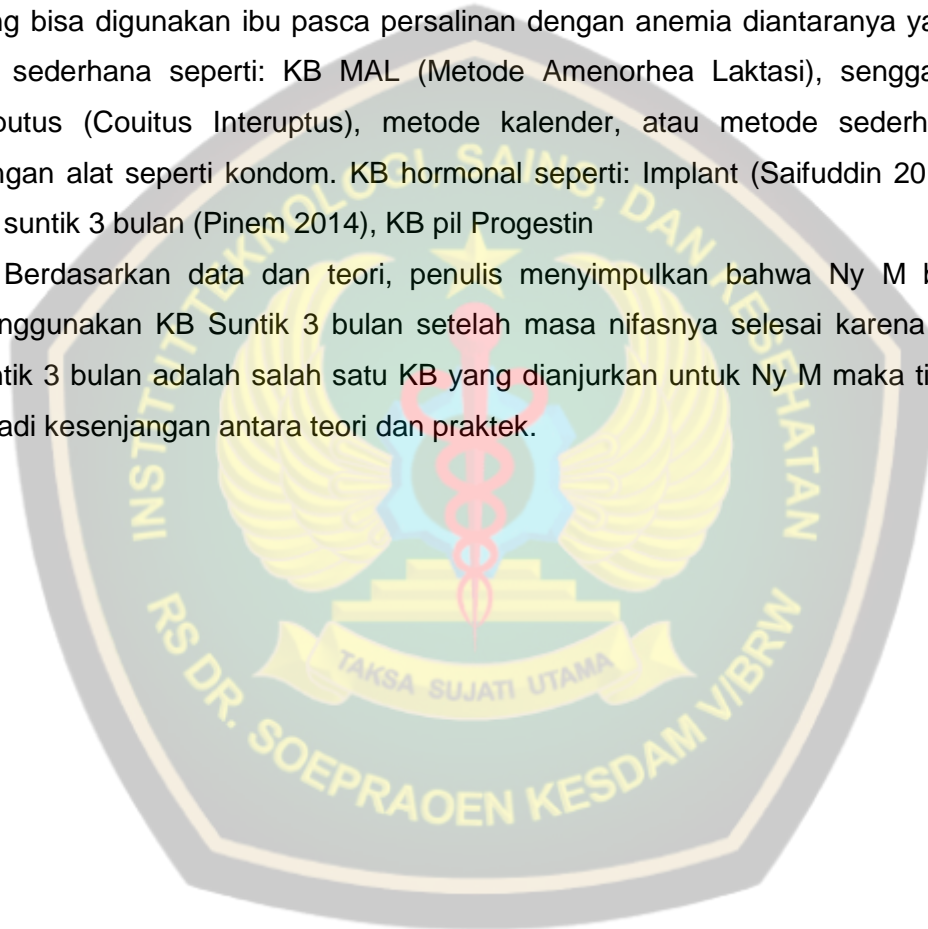 ng bisa digunakan ibu pasca persalinan dengan anemia diantaranya ya
sederhana seperti: KB MAL (Metode Amenorhea Laktasi), sengga
outus (Couitus Interuptus), metode kalender, atau metode sederh
ngan alat seperti kondom. KB hormonal seperti: Implant (Saifuddin 20
suntik 3 bulan (Pinem 2014), KB pil Progestin
Berdasarkan data dan teori, penulis menyimpulkan bahwa Ny M b
nggunakan KB Suntik 3 bulan setelah masa nifasnya selesai karena
ntik 3 bulan adalah salah satu KB yang dianjurkan untuk Ny M maka ti
adi kesenjangan antara teori dan praktek.
INSTITUT TEKNOLOGI, SAINS, DAN KESEHATAN
TAKSA SUJATI UTAMA
RS DR. SOEPRAOEN KESDAM V/BRW